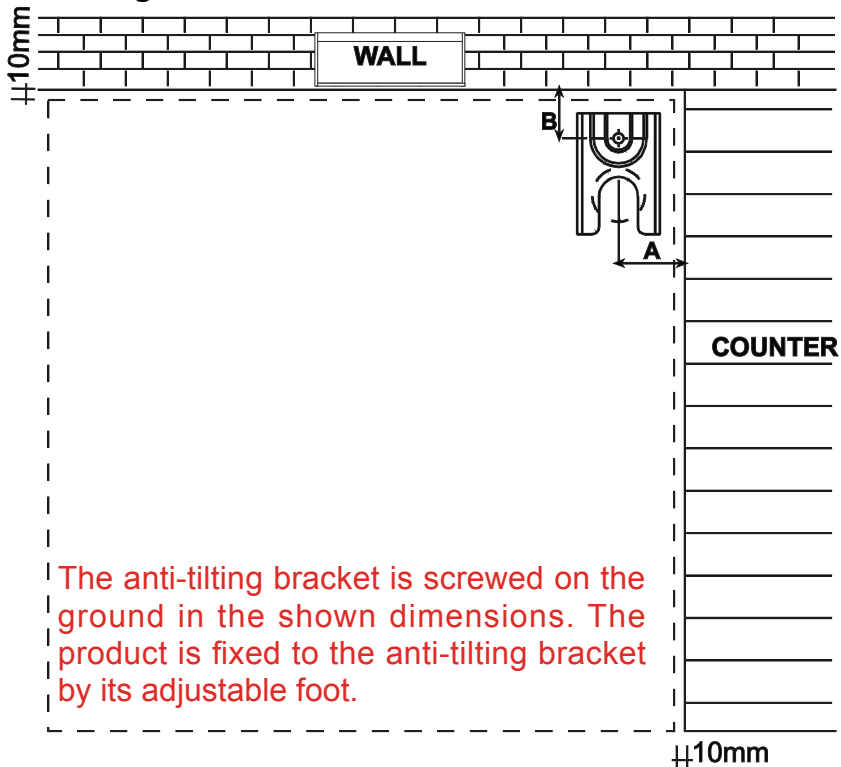 10mm
WALL
B
A
COUNTER
The anti-tilting bracket is screwed on the
ground in the shown dimensions. The
product is fixed to the anti-tilting bracket
by its adjustable foot.
10mm